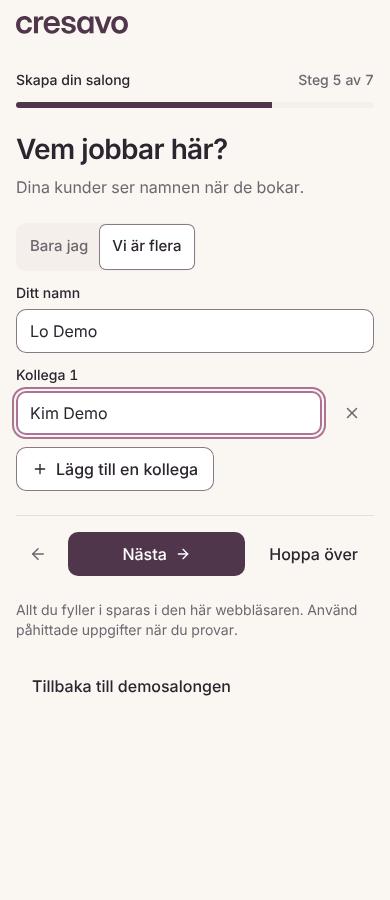 cresavo
Skapa din salong
Steg 5 av 7
Vem jobbar här?
Dina kunder ser namnen när de bokar.
Bara jag
Vi är flera
Ditt namn
Lo Demo
Kollega 1
Kim Demo
Lägg till en kollega
Nästa
Hoppa över
Allt du fyller i sparas i den här webbläsaren. Använd
påhittade uppgifter när du provar.
Tillbaka till demosalongen